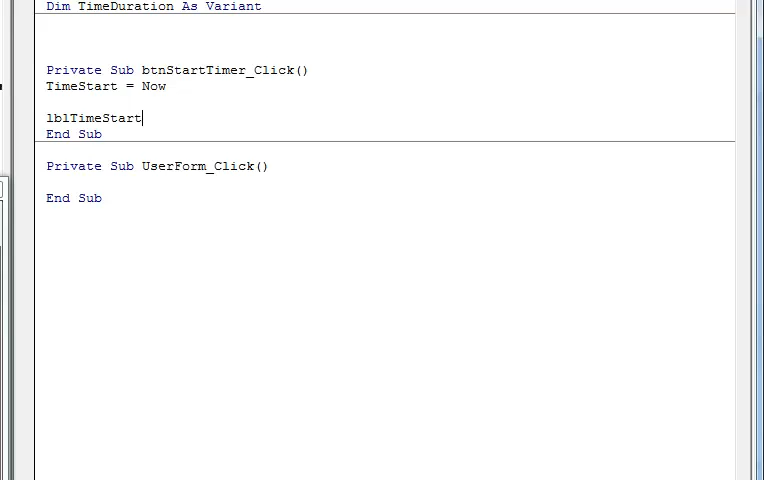 Dim TimeDuration As Variant
Private Sub btnStartTimer_Click()
TimeStart = Now
lblTimeStart
End Sub
Private Sub UserForm_Click()
End Sub